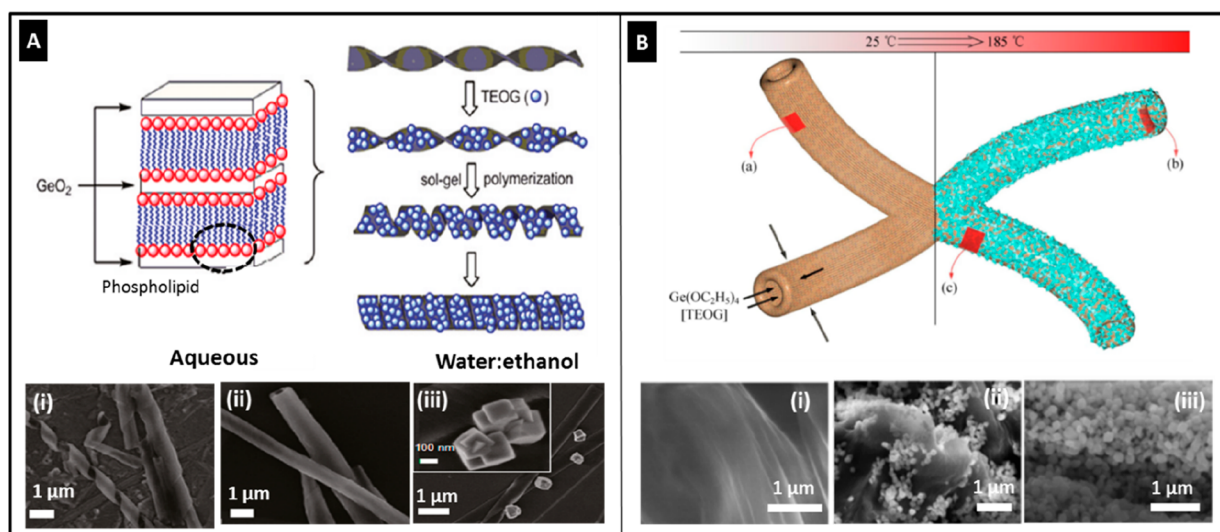 A
GeO₂
Phospholipid
TEOG ( )
sol-gel polymerization
Aqueous
Water:ethanol
(i)
1 μm
(ii)
1 μm
(iii)
100 nm
1 μm
B
25 ℃ 185 ℃
(a)
(b)
(c)
Ge(OC₂H₅)₄
[TEOG]
(i)
1 μm
(ii)
1 μm
(iii)
1 μm